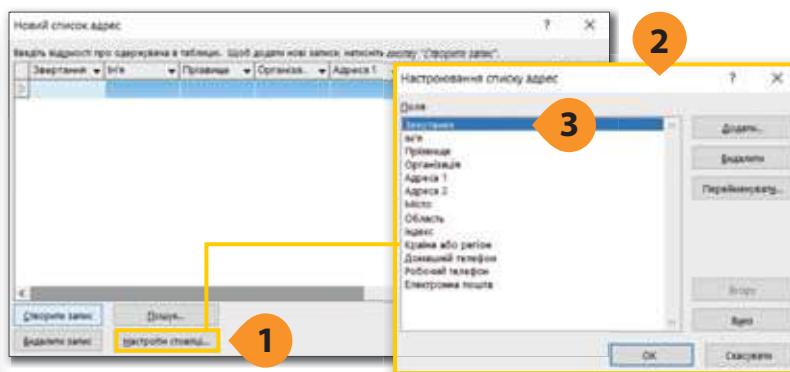 Новий список адрес
Введіть відомості про одержувача в таблиці. Щоб додати нові записи, натисніть кнопку "Створити запис".
Звертання Ім'я Прізвище Організац.. Адреса 1
Створити запис Пошук...
Видалити запис Настроїти стовпці...
1
2
Настроювання списку адрес
Поля
Звертання
3
Ім'я
Прізвище
Організація
Адреса 1
Адреса 2
Місто
Область
Індекс
Країна або регіон
Домашній телефон
Робочий телефон
Електронна пошта
Додати...
Видалити
Перейменувати...
Вгору
Вниз
OK Скасувати